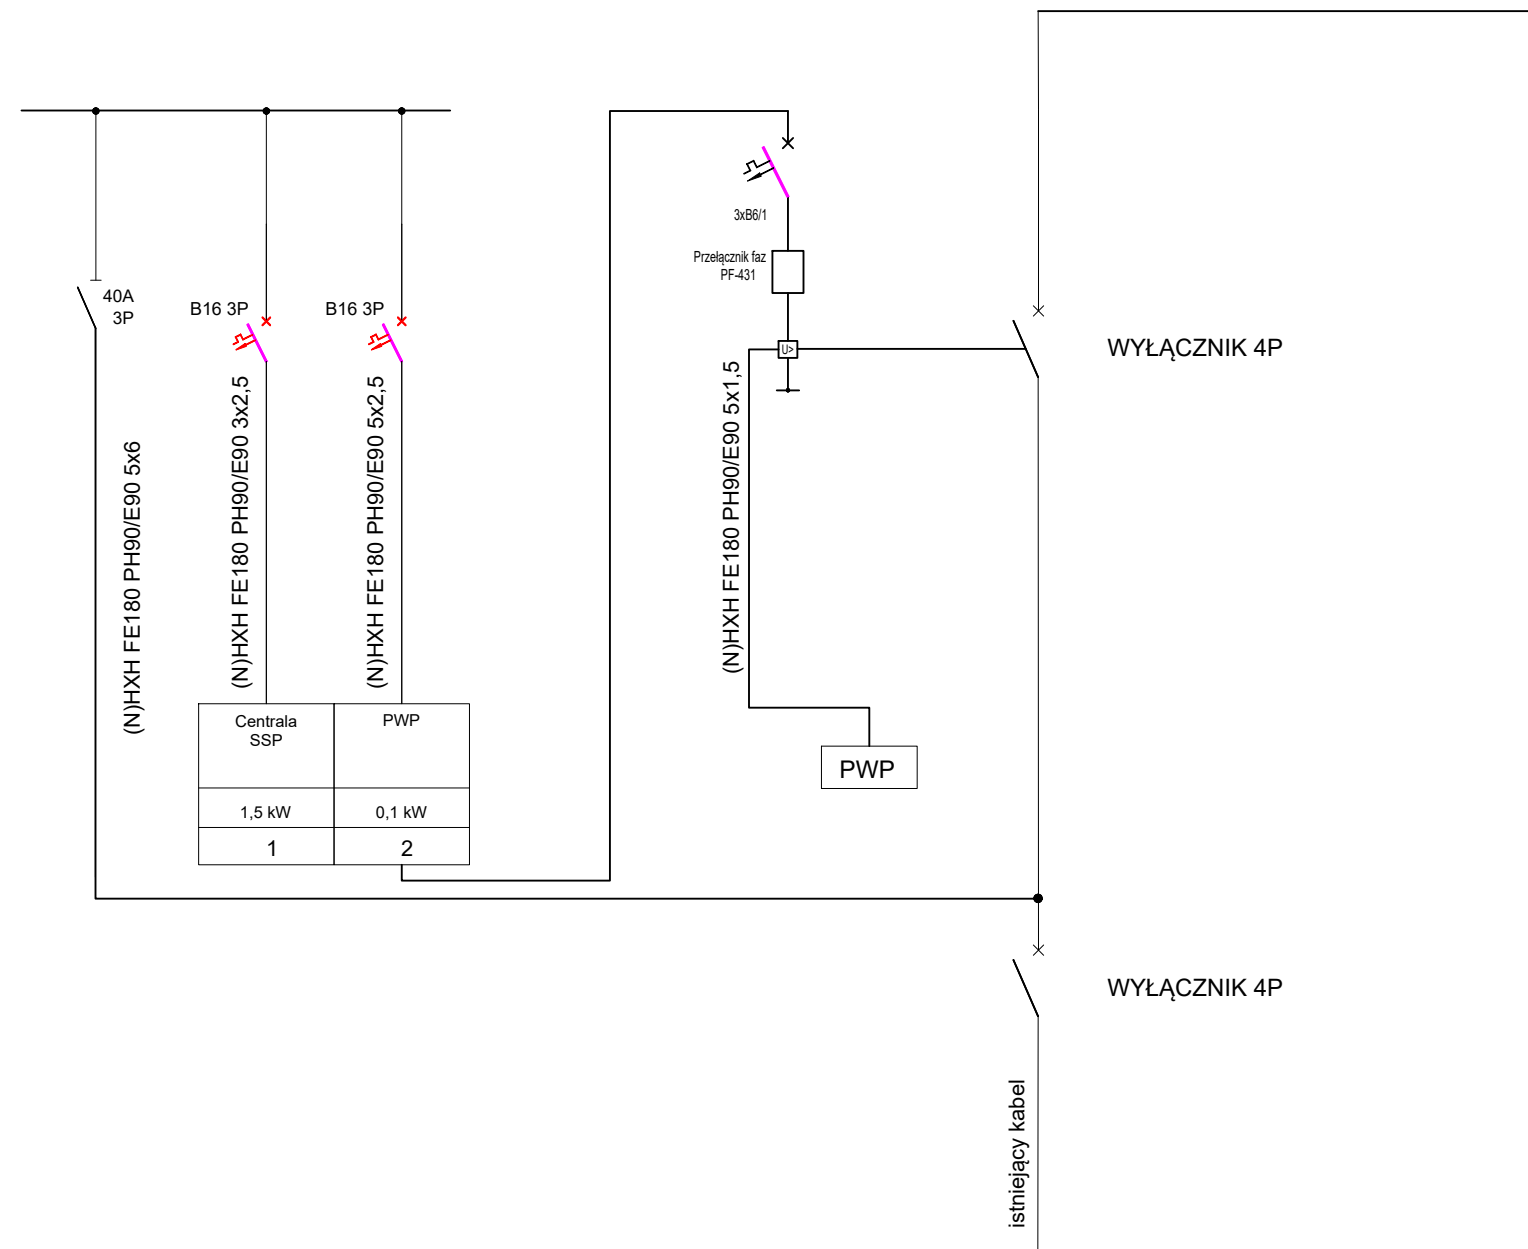 40A
3P
(N)HXH FE180 PH90/E90 5x6
B16 3P
(N)HXH FE180 PH90/E90 3x2,5
B16 3P
(N)HXH FE180 PH90/E90 5x2,5
Centrala
SSP
PWP
1,5 kW
0,1 kW
1
2
3xB6/1
Przełącznik faz
PF-431
U>
(N)HXH FE180 PH90/E90 5x1,5
PWP
WYŁĄCZNIK 4P
WYŁĄCZNIK 4P
istniejący kabel